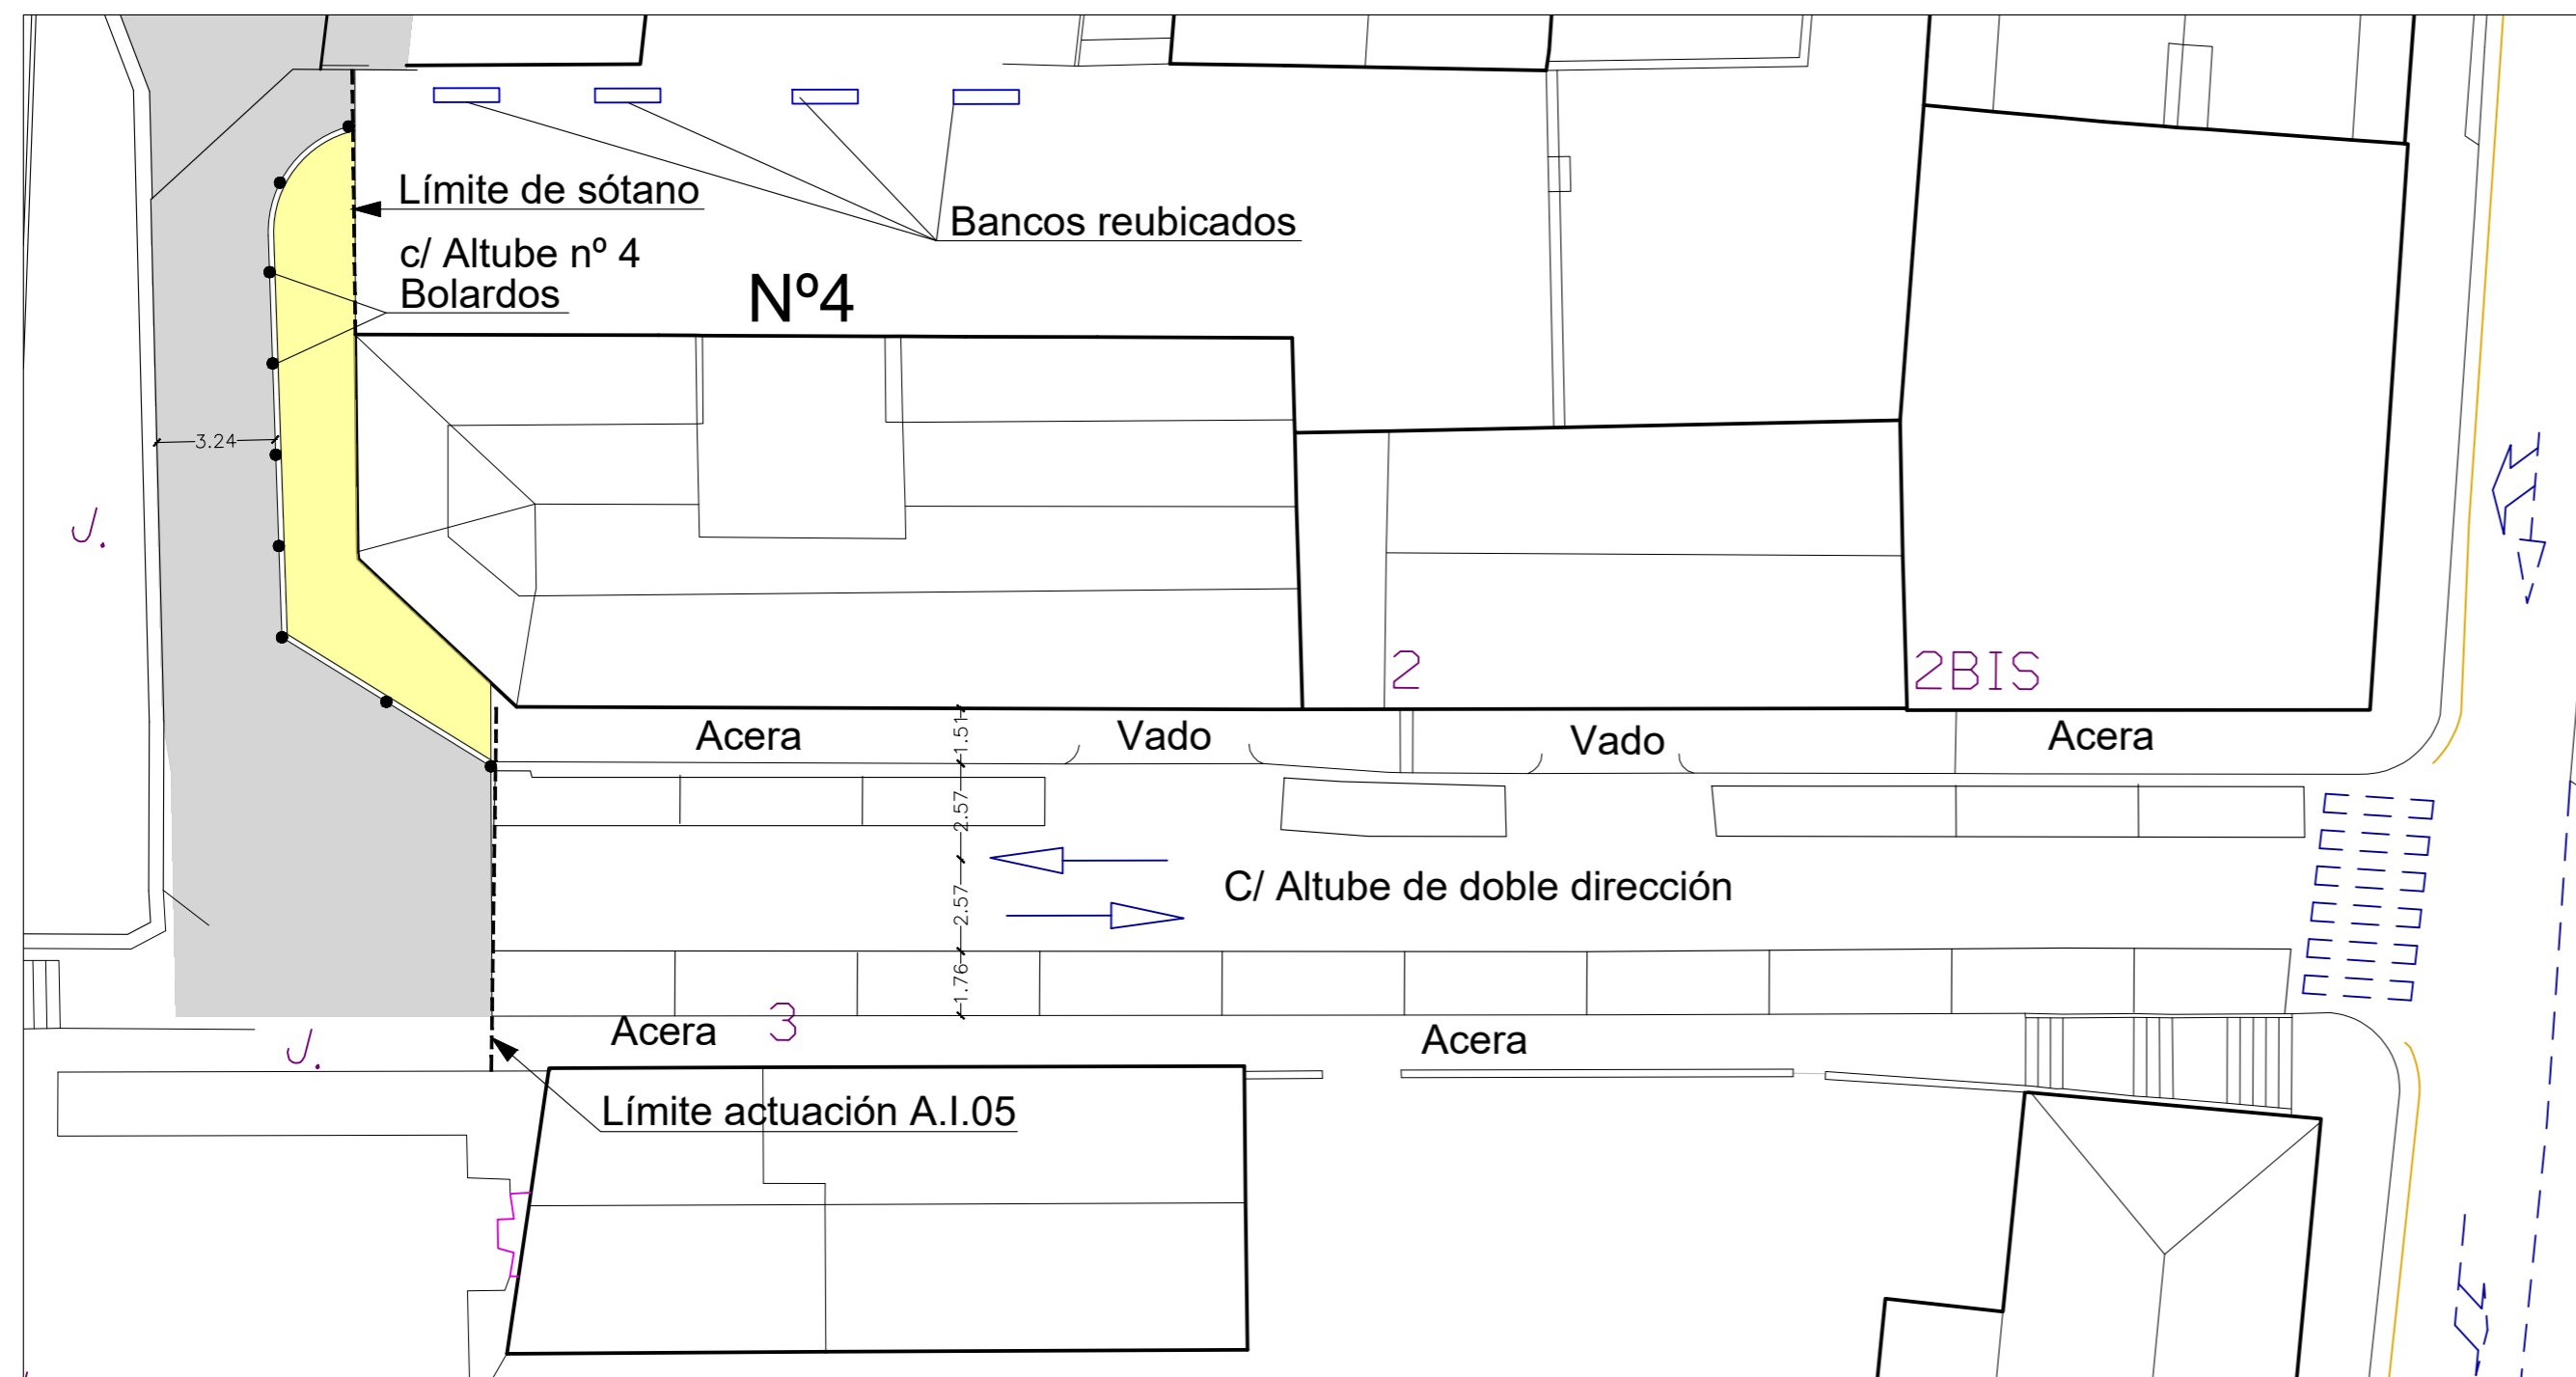 Límite de sótano
Bancos reubicados
c/ Altube nº 4
Bolardos
Nº4
3.24
J.
2
2BIS
Acera
1.51
Vado
Vado
Acera
2.57
C/ Altube de doble dirección
2.57
1.76
3
Acera
Acera
J.
Límite actuación A.I.05